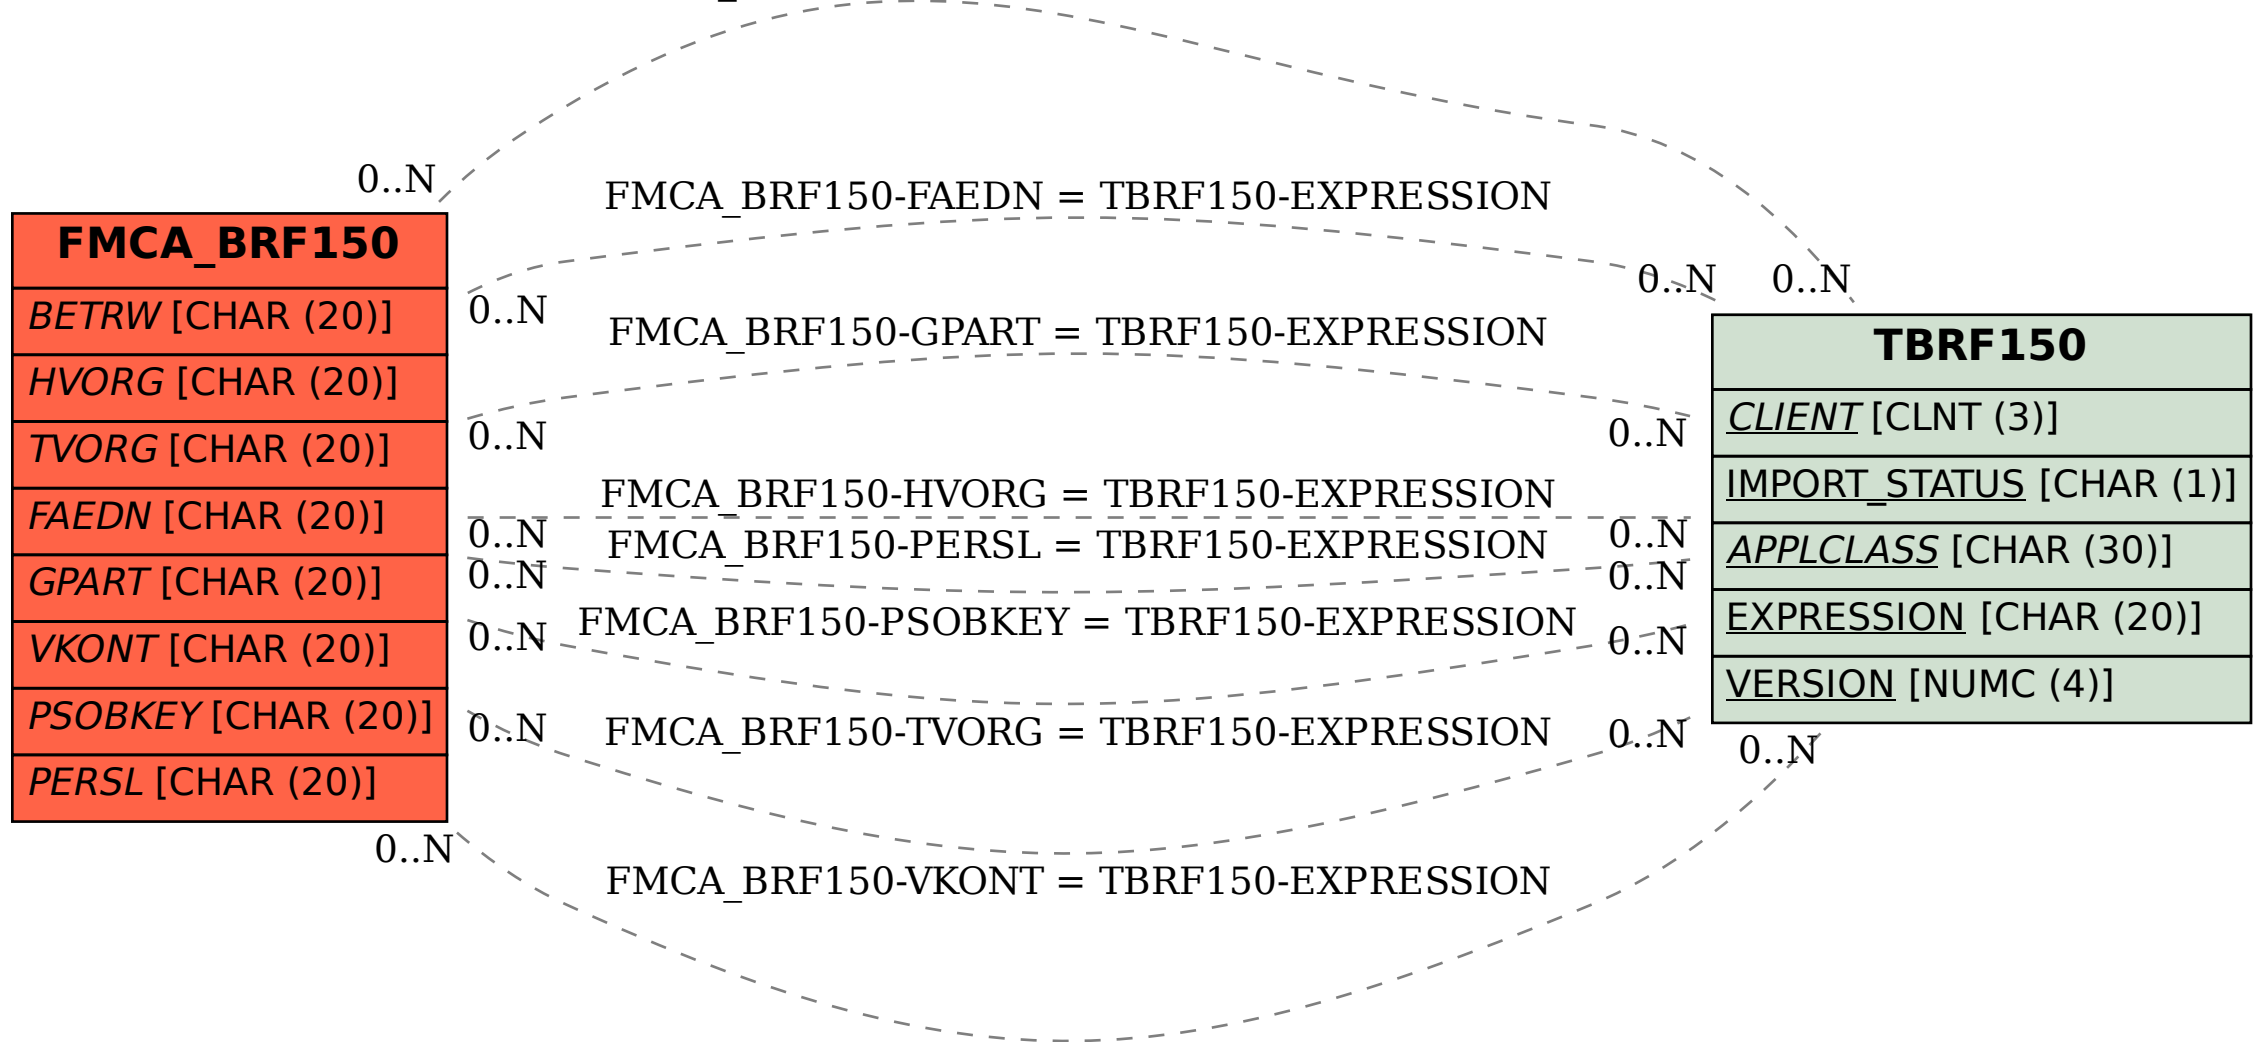 0..N
FMCA_BRF150-FAEDN = TBRF150-EXPRESSION
FMCA_BRF150
0..N
0..N
BETRW [CHAR (20)]
0..N
FMCA_BRF150-GPART = TBRF150-EXPRESSION
TBRF150
HVORG [CHAR (20)]
CLIENT [CLNT (3)]
TVORG [CHAR (20)]
0..N
0..N
IMPORT_STATUS [CHAR (1)]
FMCA_BRF150-HVORG = TBRF150-EXPRESSION
FAEDN [CHAR (20)]
0..N
0..N
FMCA_BRF150-PERSL = TBRF150-EXPRESSION
APPLCLASS [CHAR (30)]
GPART [CHAR (20)]
0..N
0..N
EXPRESSION [CHAR (20)]
FMCA_BRF150-PSOBKEY = TBRF150-EXPRESSION
VKONT [CHAR (20)]
0..N
0..N
VERSION [NUMC (4)]
PSOBKEY [CHAR (20)]
0..N
FMCA_BRF150-TVORG = TBRF150-EXPRESSION
0..N
0..N
PERSL [CHAR (20)]
0..N
FMCA_BRF150-VKONT = TBRF150-EXPRESSION